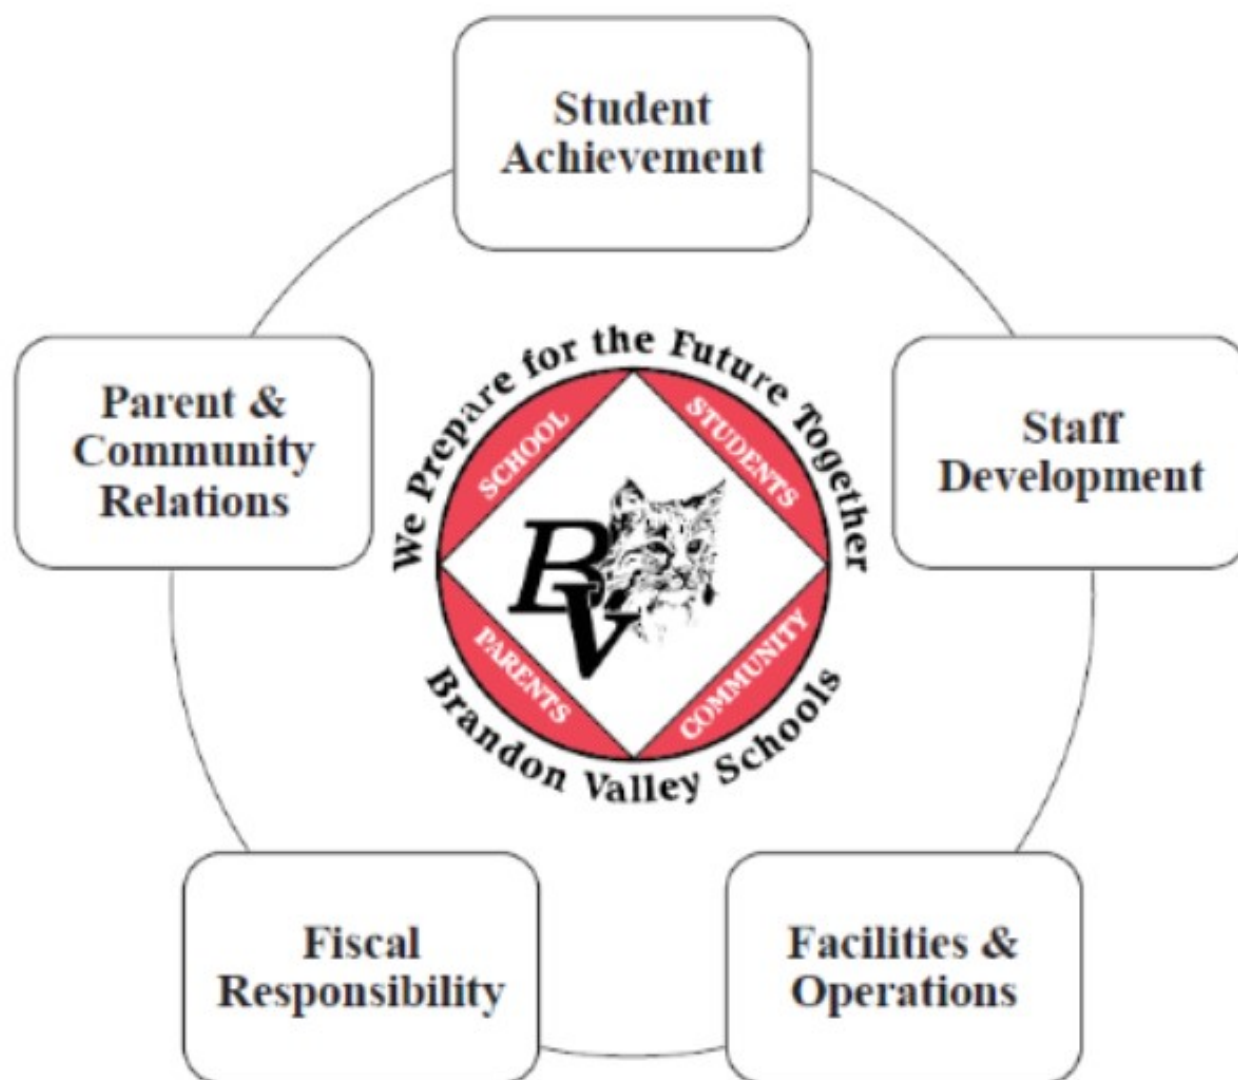 Student
Achievement
Parent &
Community
Relations
Staff
Development
We Prepare for the Future Together
SCHOOL
STUDENTS
BV
PARENTS
COMMUNITY
Brandon Valley Schools
Fiscal
Responsibility
Facilities &
Operations